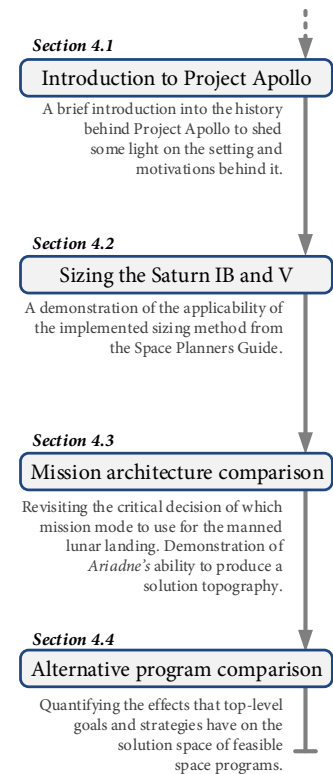 Section 4.1
Introduction to Project Apollo
A brief introduction into the history
behind Project Apollo to shed
some light on the setting and
motivations behind it.
Section 4.2
Sizing the Saturn IB and V
A demonstration of the applicability of
the implemented sizing method from
the Space Planners Guide.
Section 4.3
Mission architecture comparison
Revisiting the critical decision of which
mission mode to use for the manned
lunar landing. Demonstration of
Ariadne's ability to produce a
solution topography.
Section 4.4
Alternative program comparison
Quantifying the effects that top-level
goals and strategies have on the
solution space of feasible
space programs.